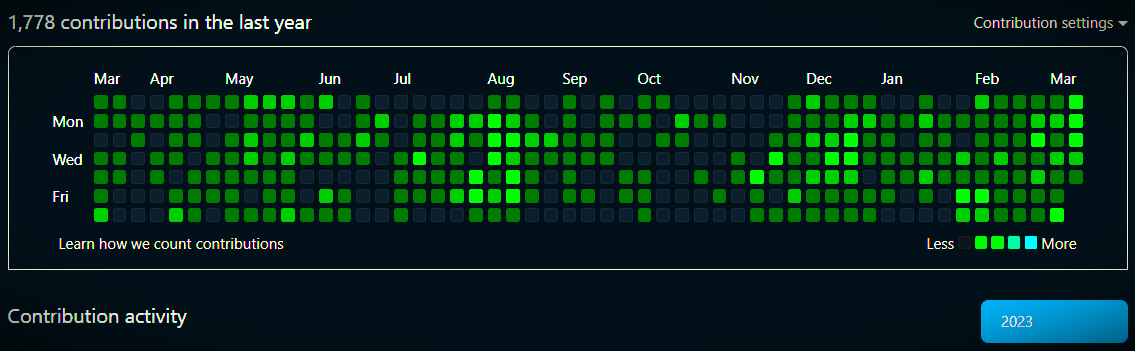 1,778 contributions in the last year
Contribution settings
Mar Apr May Jun Jul Aug Sep Oct Nov Dec Jan Feb Mar
Mon
Wed
Fri
Learn how we count contributions
Less More
Contribution activity
2023